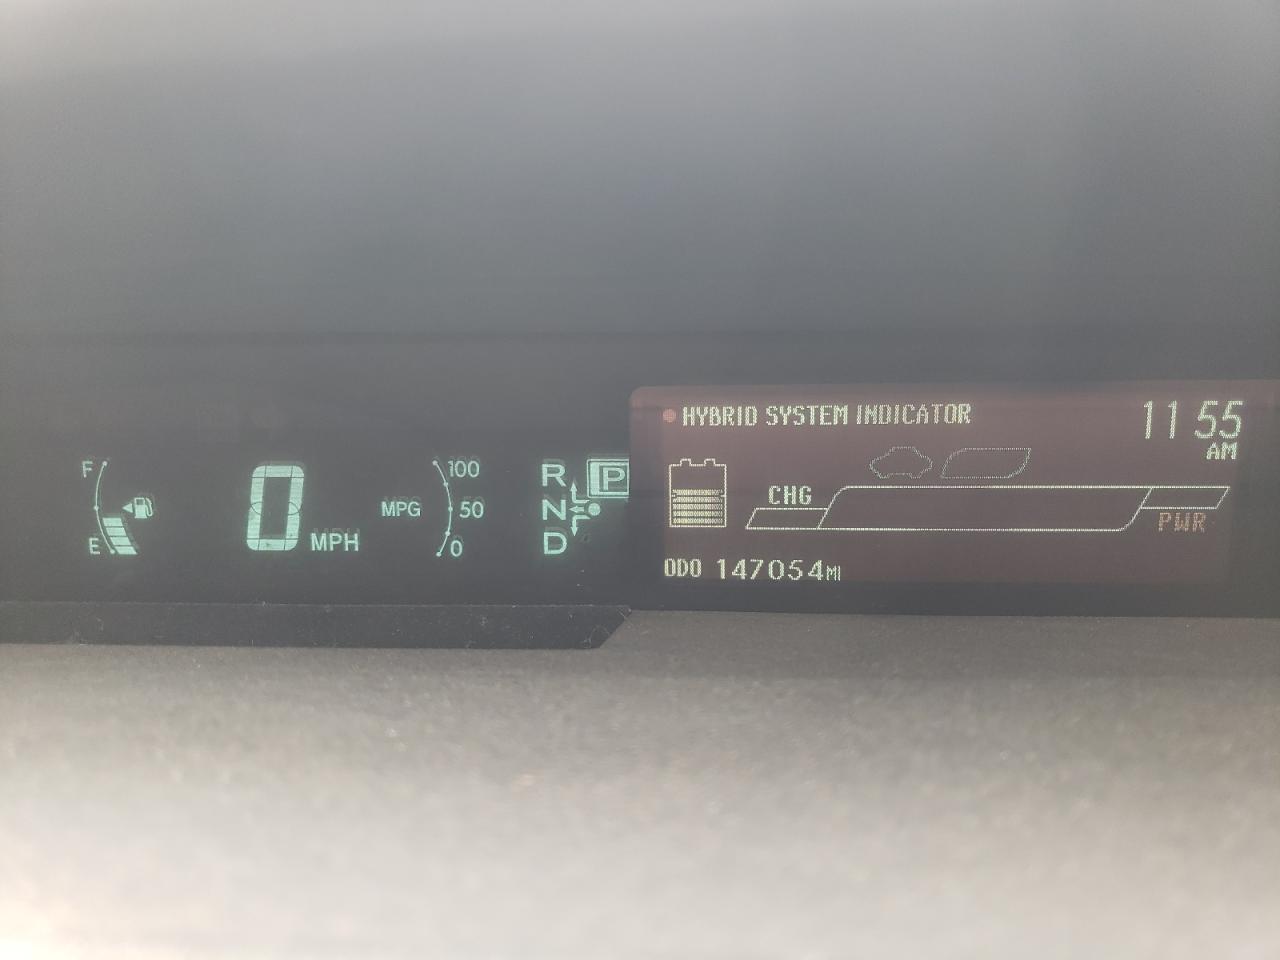 HYBRID SYSTEM INDICATOR
11 55
AM
F
E
0
MPH
MPG
100
50
0
R
N
D
P
CHG
PWR
ODO 147054MI